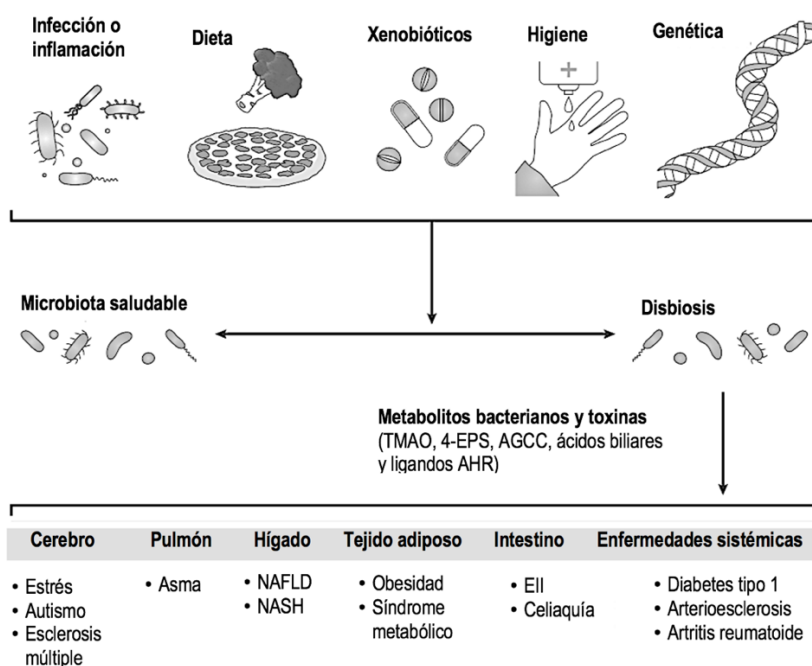 Infección o
inflamación
Dieta
Xenobióticos
Higiene
Genética
Microbiota saludable
Disbiosis
Metabolitos bacterianos y toxinas
(TMAO, 4-EPS, AGCC, ácidos biliares
y ligandos AHR)
Cerebro Pulmón Hígado Tejido adiposo Intestino Enfermedades sistémicas
• Estrés
• Autismo
• Esclerosis
múltiple
• Asma
• NAFLD
• NASH
• Obesidad
• Síndrome
metabólico
• EII
• Celiaquía
• Diabetes tipo 1
• Arterioesclerosis
• Artritis reumatoide